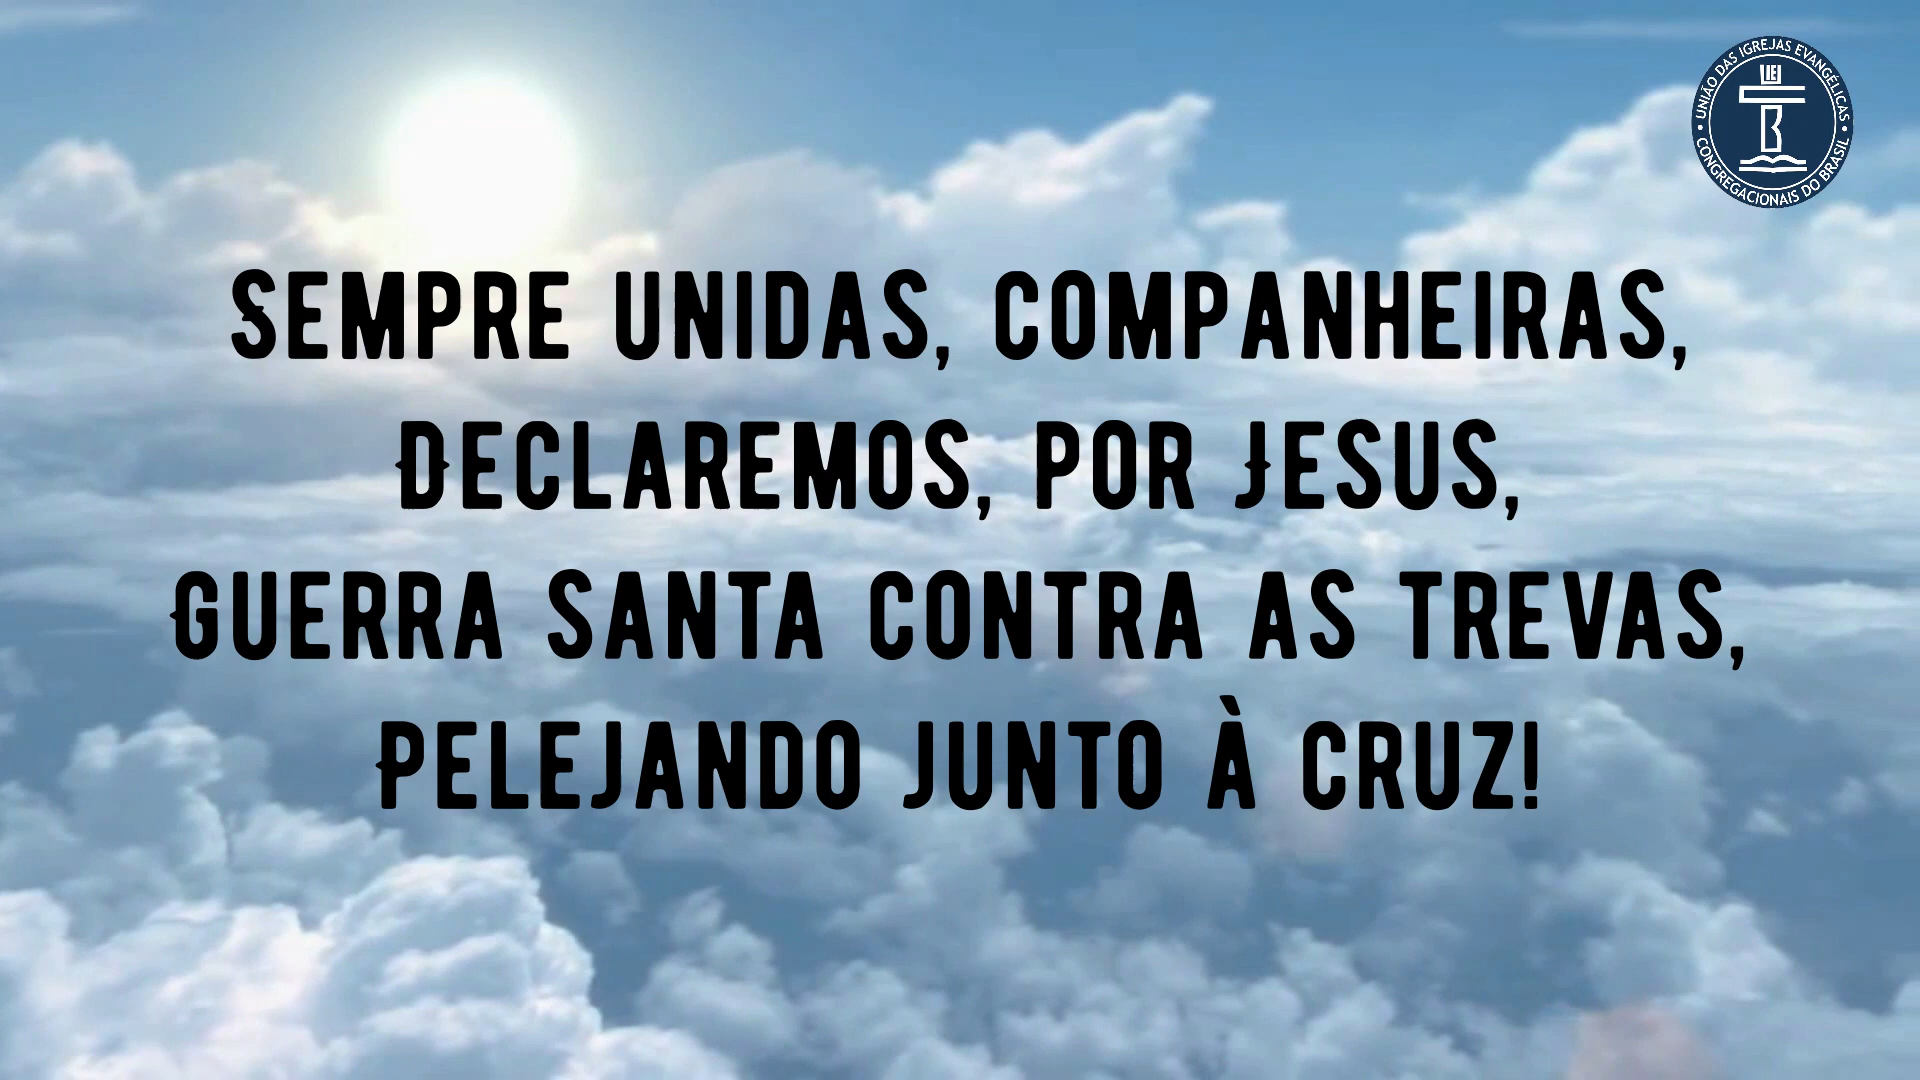 SEMPRE UNIDAS, COMPANHEIRAS,
DECLAREMOS, POR JESUS,
GUERRA SANTA CONTRA AS TREVAS,
PELEJANDO JUNTO À CRUZ!
UNIÃO DAS IGREJAS EVANGÉLICAS
CONGREGACIONAIS DO BRASIL